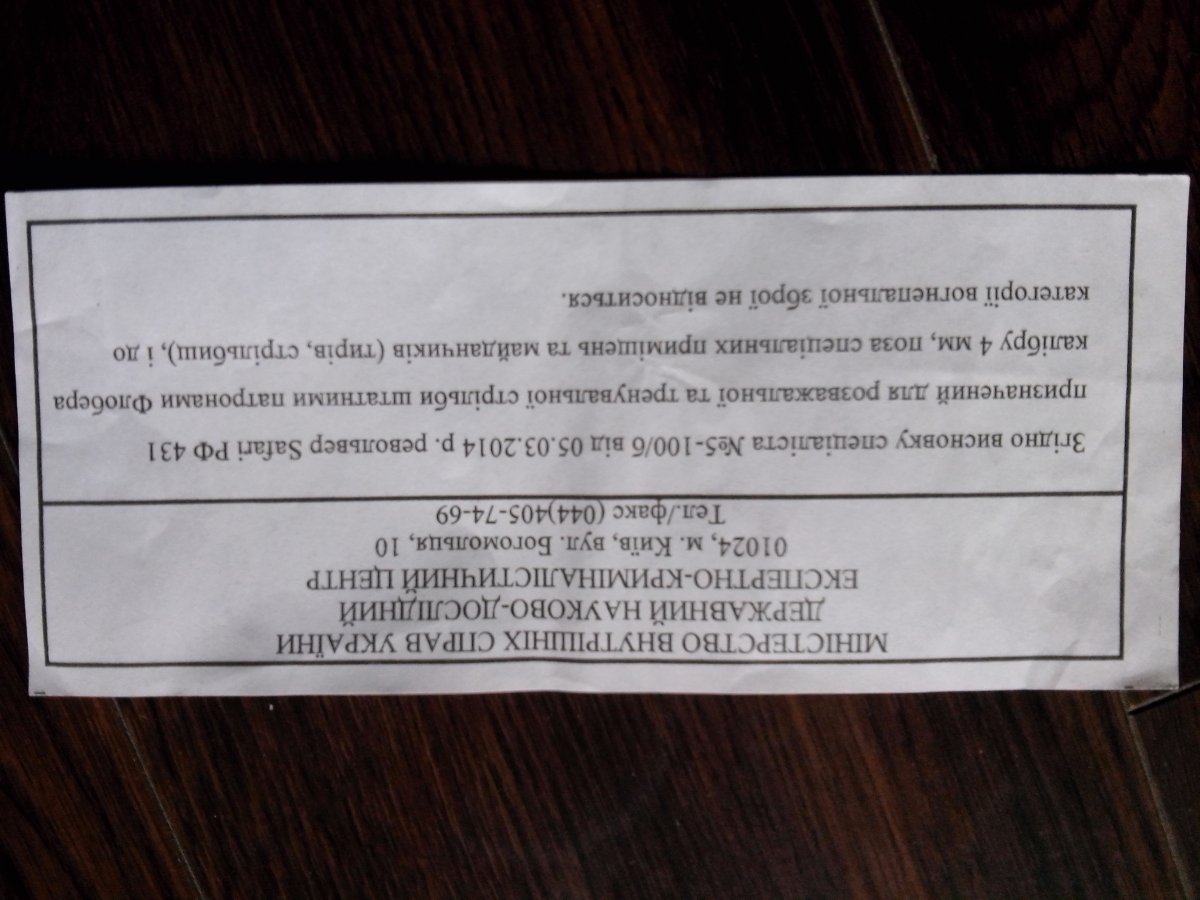 МІНІСТЕРСТВО ВНУТРІШНІХ СПРАВ УКРАЇНИ
ДЕРЖАВНИЙ НАУКОВО-ДОСЛІДНИЙ
ЕКСПЕРТНО-КРИМІНАЛІСТИЧНИЙ ЦЕНТР
01024, м. Київ, вул. Богомольця, 10
Тел./факс (044)405-74-69
Згідно висновку спеціаліста №5-100/6 від 05.03.2014 р. револьвер Safari РФ 431
призначений для розважальної та тренувальної стрільби штатними патронами Флобера
калібру 4 мм, поза спеціальних приміщень та майданчиків (тирів, стрільбищ), і до
категорії вогнепальної зброї не відноситься.